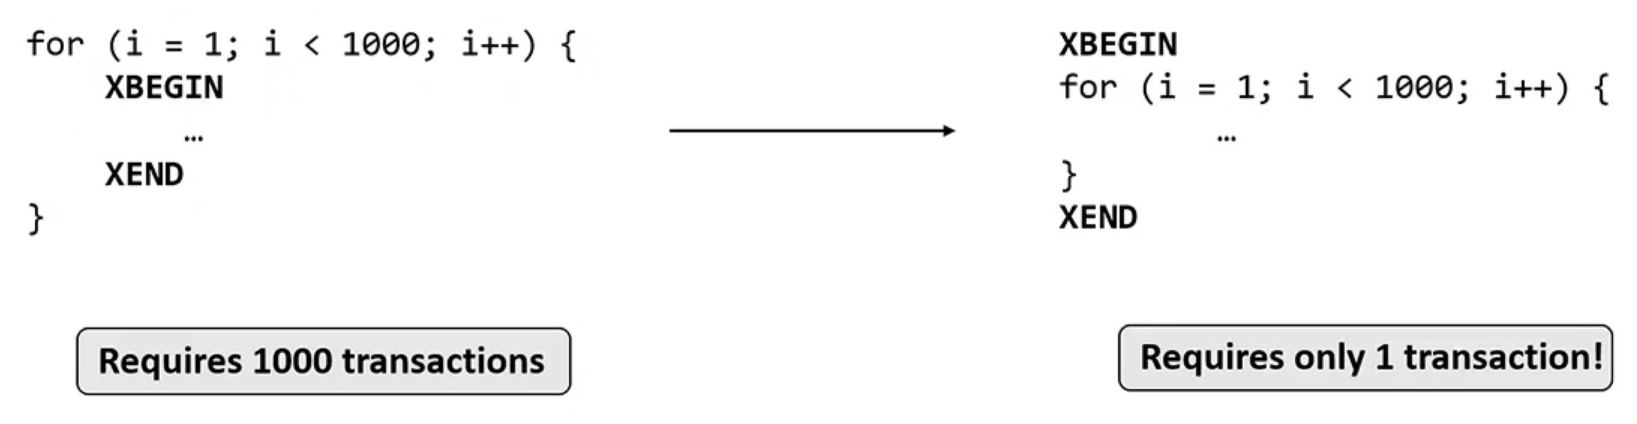 for (i = 1; i < 1000; i++) {
XBEGIN
…
XEND
}
Requires 1000 transactions
XBEGIN
for (i = 1; i < 1000; i++) {
…
}
XEND
Requires only 1 transaction!